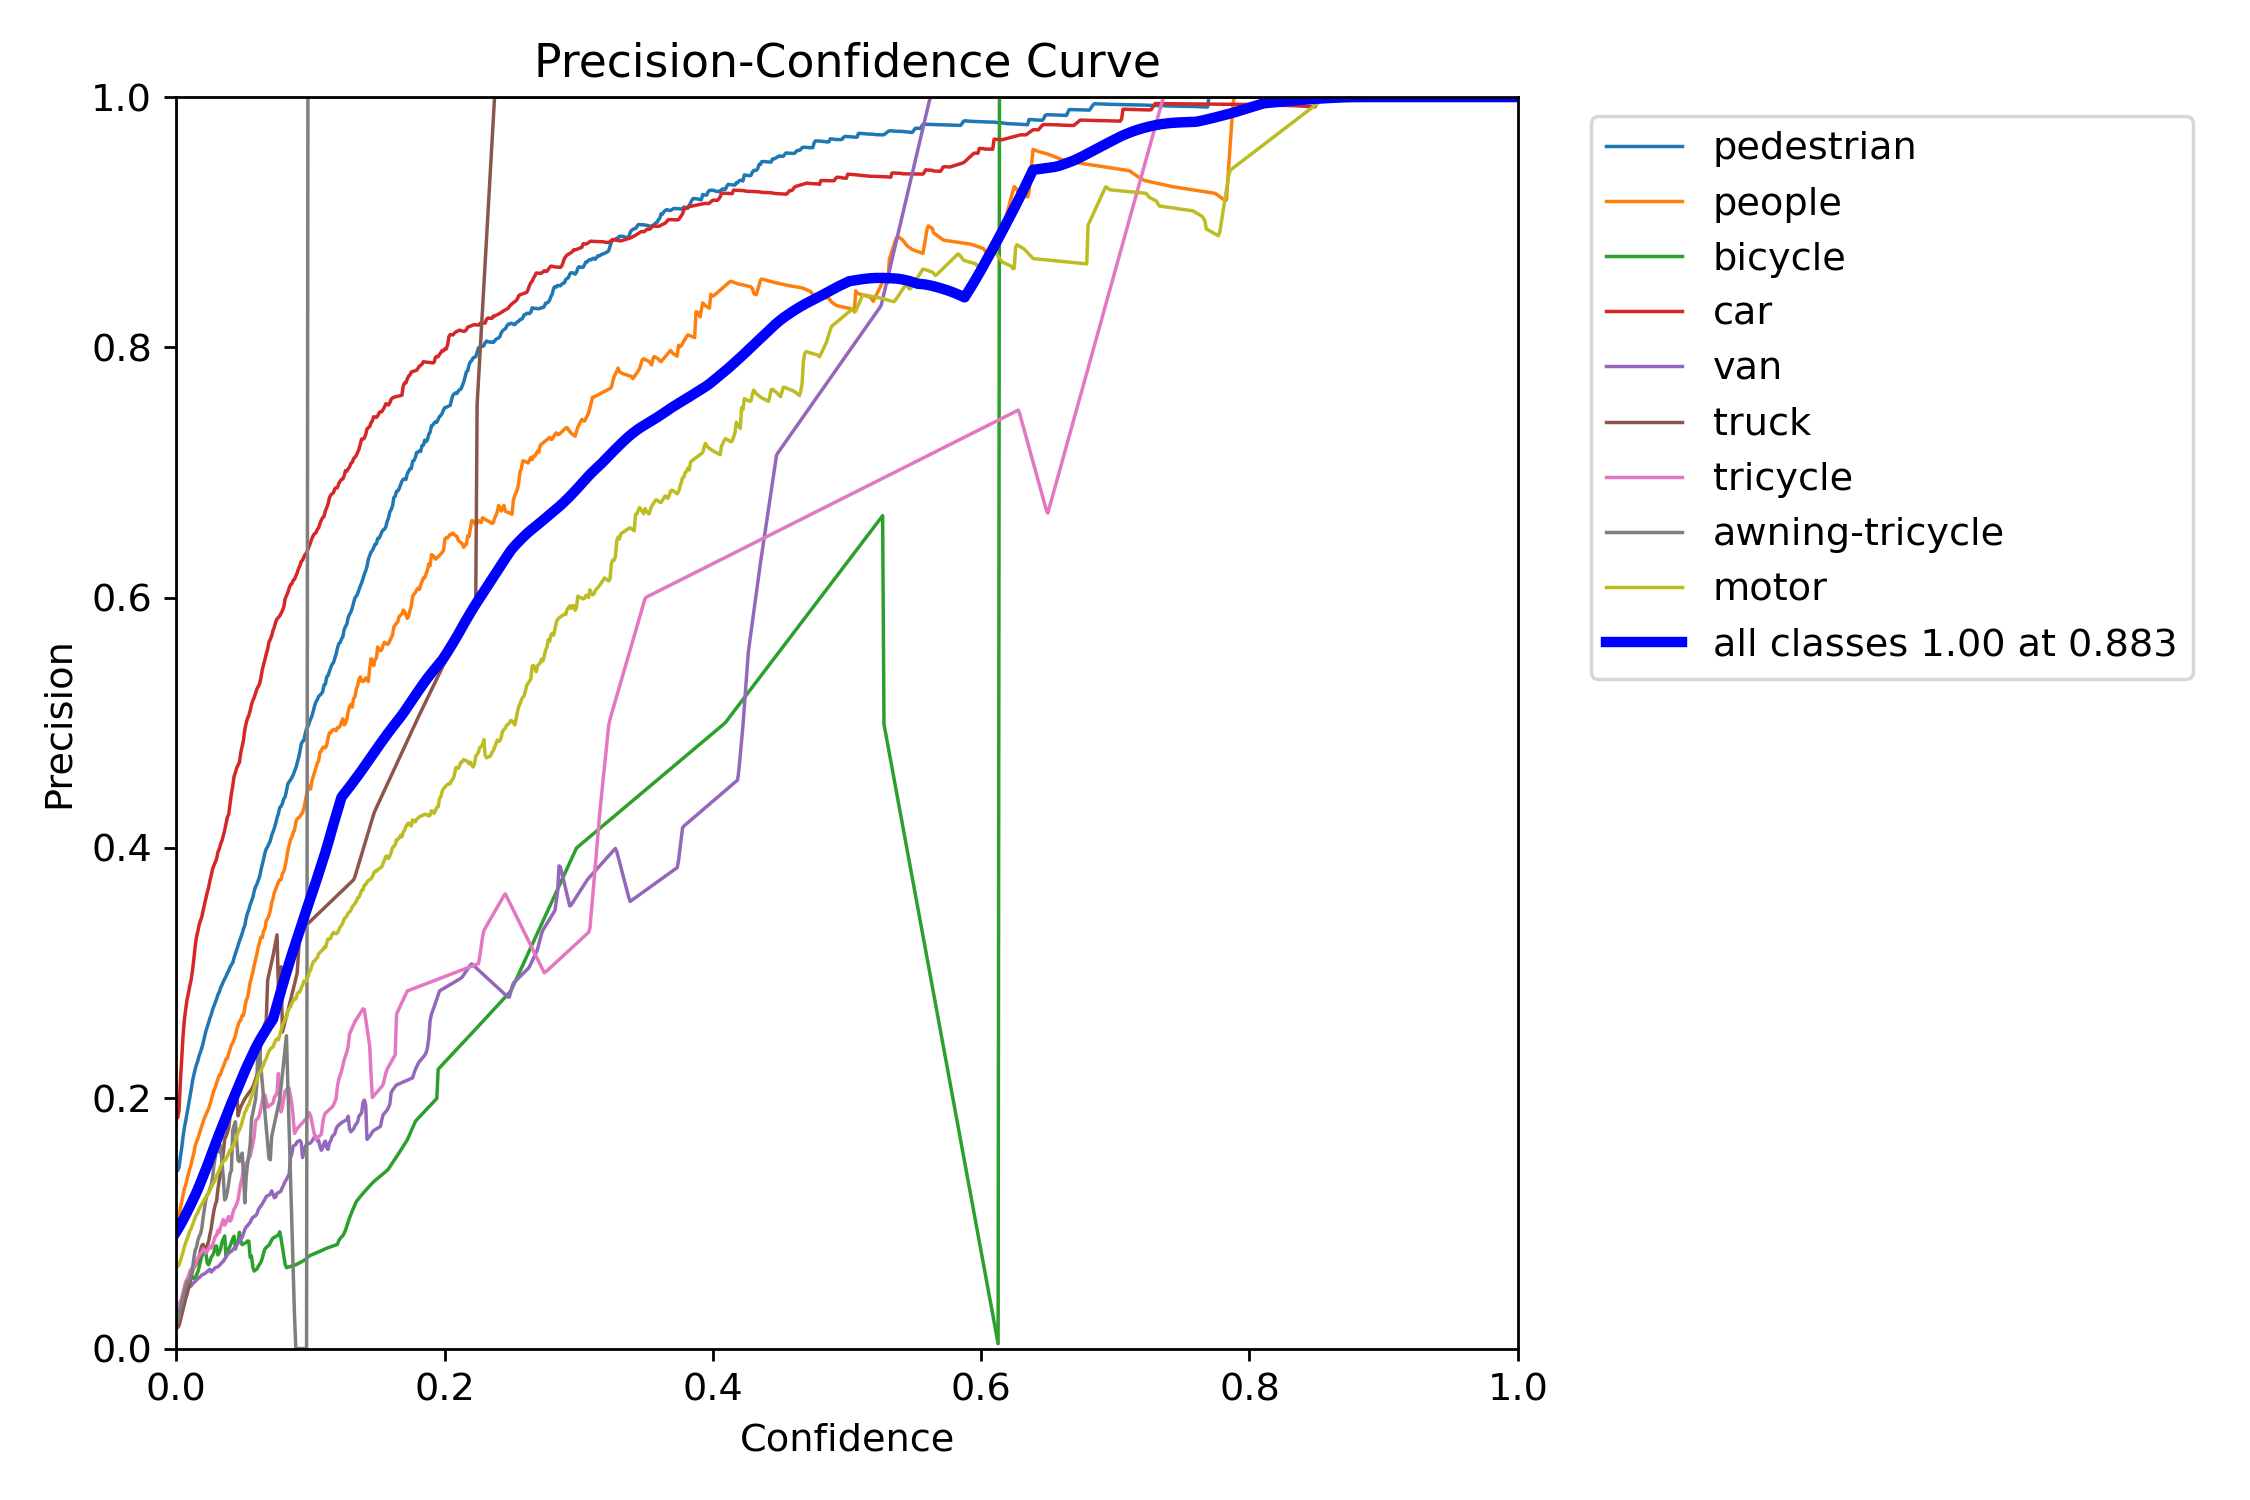 Precision-Confidence Curve
1.0
0.8
0.6
0.4
0.2
0.0
Precision
0.0 0.2 0.4 0.6 0.8 1.0
Confidence
pedestrian
people
bicycle
car
van
truck
tricycle
awning-tricycle
motor
all classes 1.00 at 0.883